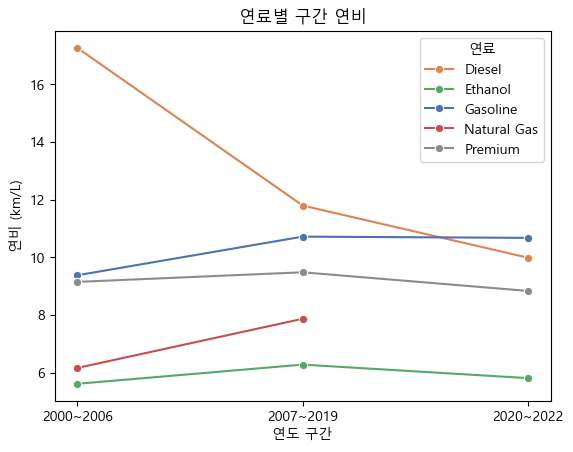 연료별 구간 연비
연료
Diesel
Ethanol
Gasoline
Natural Gas
Premium
연비 (km/L)
16
14
12
10
8
6
2000~2006
2007~2019
2020~2022
연도 구간